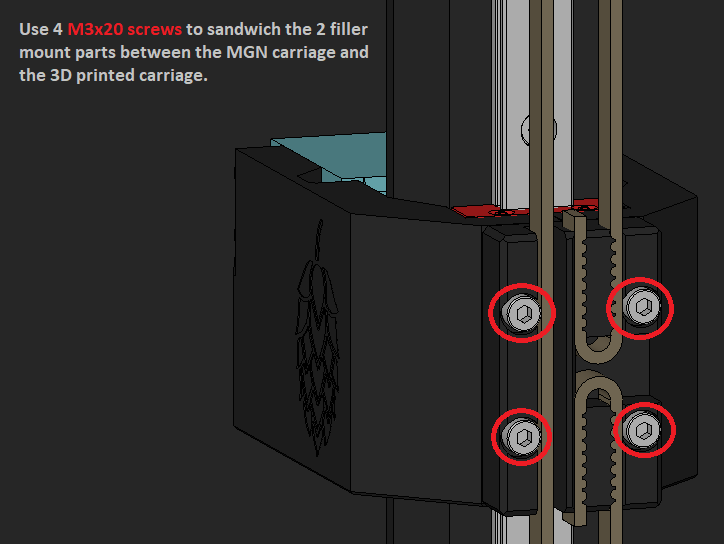 Use 4 M3x20 screws to sandwich the 2 filler
mount parts between the MGN carriage and
the 3D printed carriage.